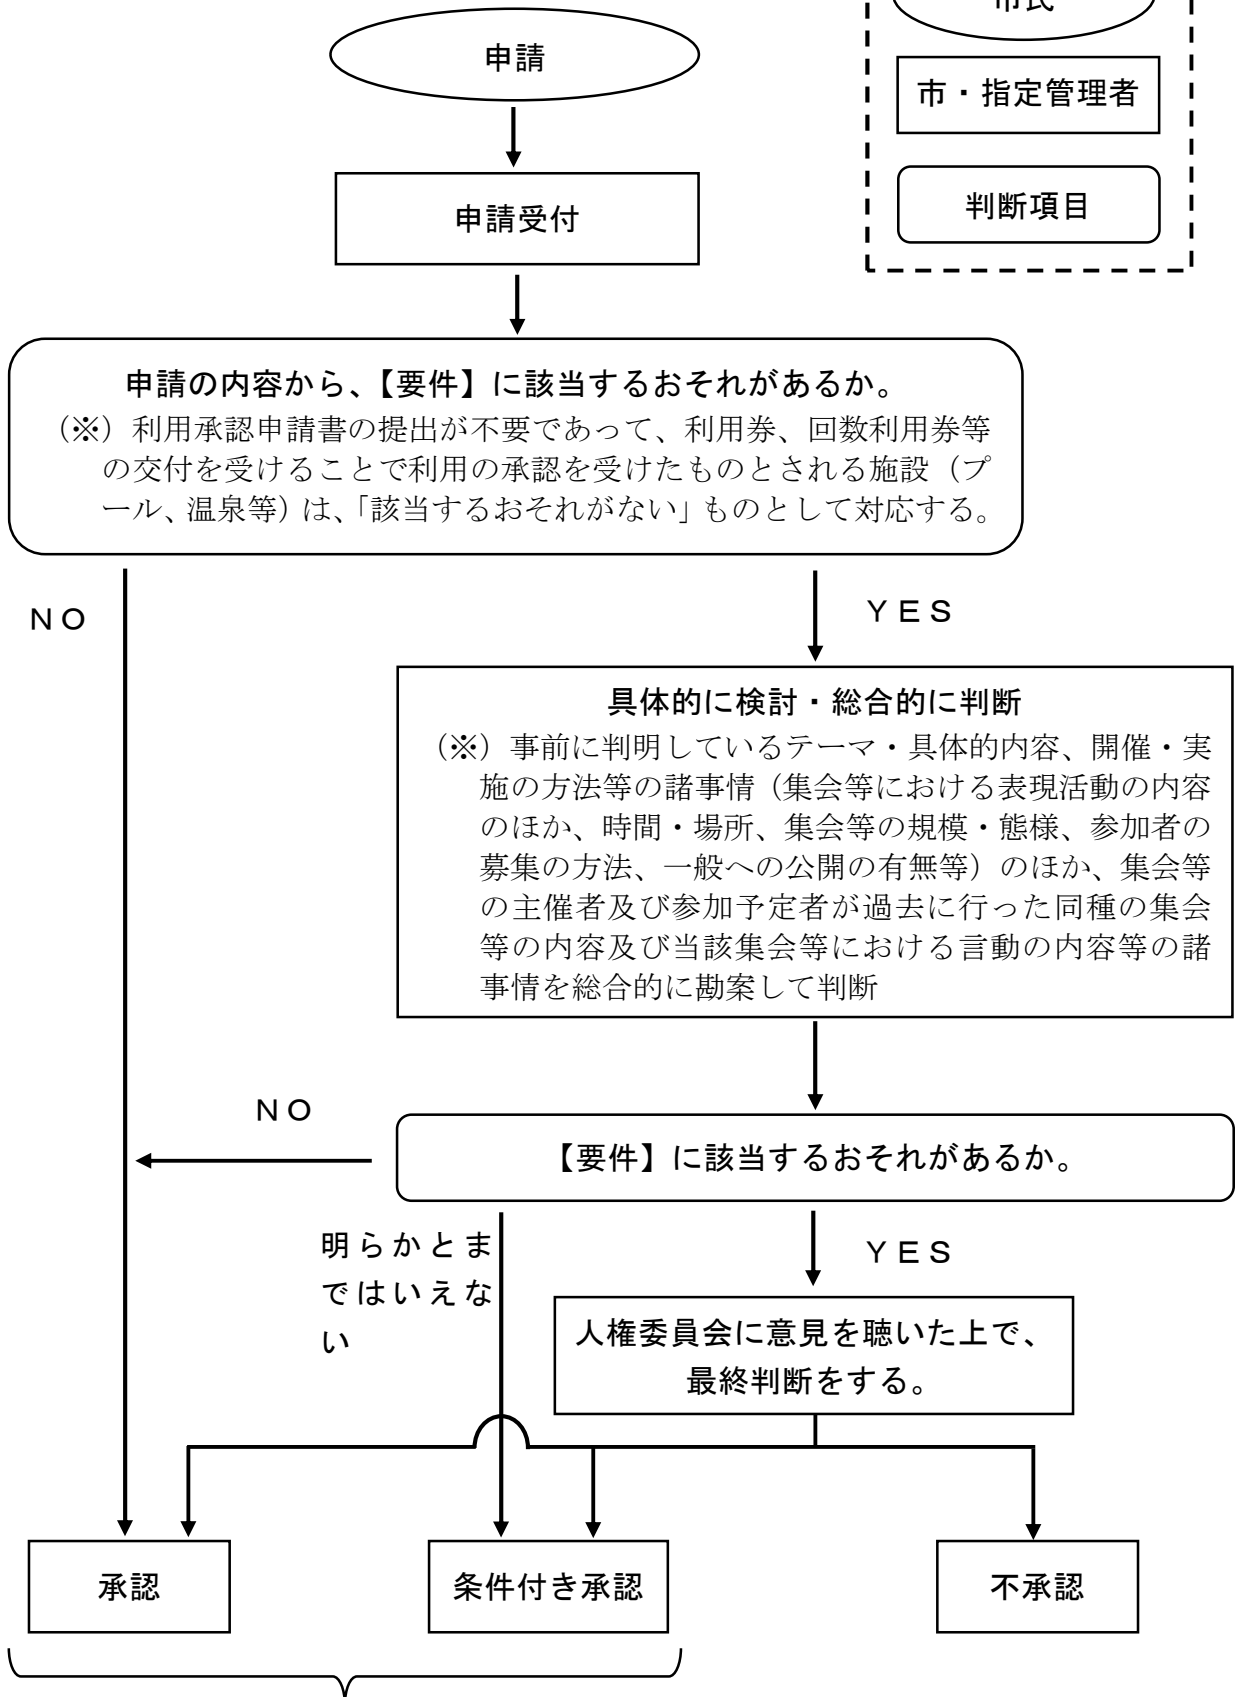 市民
申請
市・指定管理者
申請受付
判断項目
申請の内容から、【要件】に該当するおそれがあるか。
（※）利用承認申請書の提出が不要であって、利用券、回数利用券等
の交付を受けることで利用の承認を受けたものとされる施設（プ
ール、温泉等）は、「該当するおそれがない」ものとして対応する。
ＮＯ
ＹＥＳ
具体的に検討・総合的に判断
（※）事前に判明しているテーマ・具体的内容、開催・実
施の方法等の諸事情（集会等における表現活動の内容
のほか、時間・場所、集会等の規模・態様、参加者の
募集の方法、一般への公開の有無等）のほか、集会等
の主催者及び参加予定者が過去に行った同種の集会
等の内容及び当該集会等における言動の内容等の諸
事情を総合的に勘案して判断
ＮＯ
【要件】に該当するおそれがあるか。
明らかとま
ではいえな
い
ＹＥＳ
人権委員会に意見を聴いた上で、
最終判断をする。
承認
条件付き承認
不承認